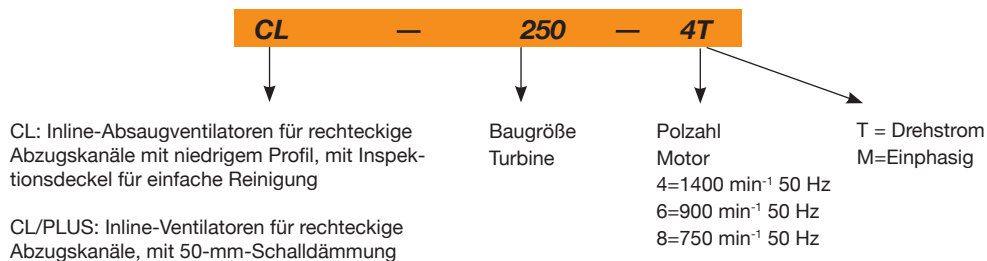 CL — 250 — 4T
CL: Inline-Absaugventilatoren für rechteckige
Abzugskanäle mit niedrigem Profil, mit Inspek-
tionsdeckel für einfache Reinigung
CL/PLUS: Inline-Ventilatoren für rechteckige
Abzugskanäle, mit 50-mm-Schalldämmung
Baugröße
Turbine
Polzahl
Motor
4=1400 min⁻¹ 50 Hz
6=900 min⁻¹ 50 Hz
8=750 min⁻¹ 50 Hz
T = Drehstrom
M=Einphasig